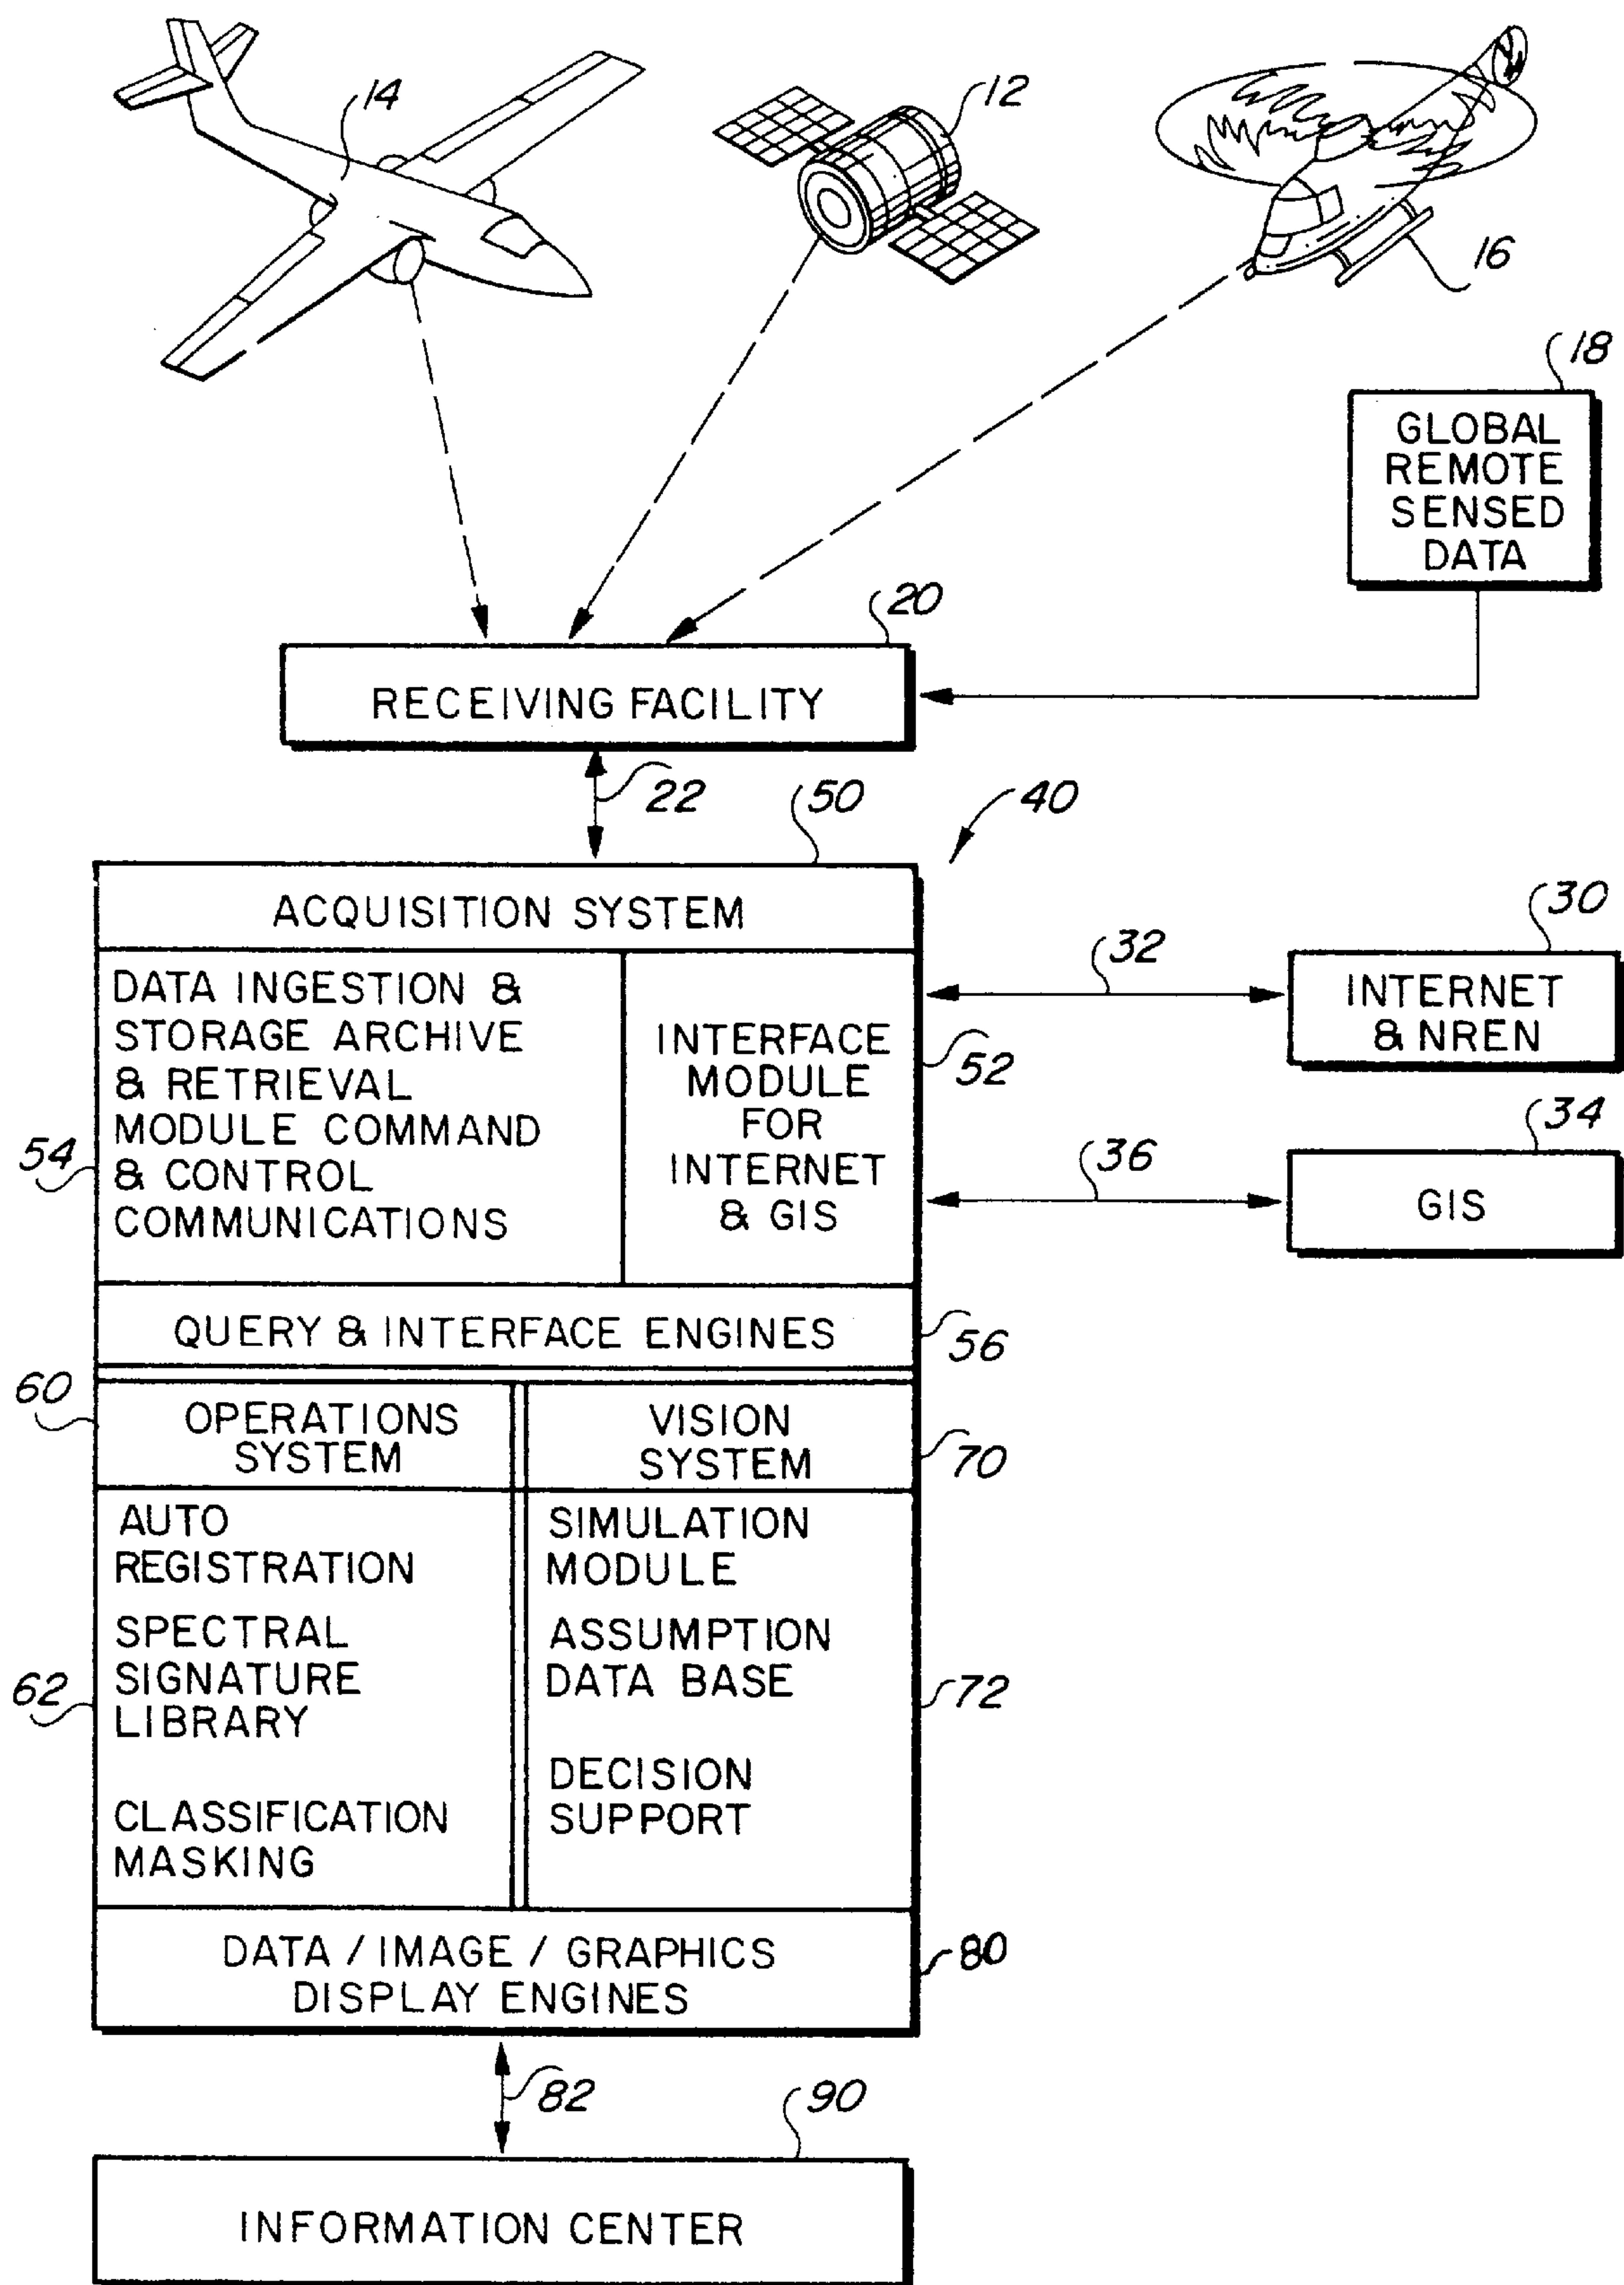 14
12
16
18
GLOBAL
REMOTE
SENSED
DATA
20
RECEIVING FACILITY
22
50
40
ACQUISITION SYSTEM
DATA INGESTION &
STORAGE ARCHIVE
& RETRIEVAL
MODULE COMMAND
& CONTROL
COMMUNICATIONS
54
INTERFACE
MODULE
FOR
INTERNET
& GIS
52
32
30
INTERNET
& NREN
36
34
GIS
QUERY & INTERFACE ENGINES
56
60
OPERATIONS
SYSTEM
VISION
SYSTEM
70
AUTO
REGISTRATION
SPECTRAL
SIGNATURE
LIBRARY
62
CLASSIFICATION
MASKING
SIMULATION
MODULE
ASSUMPTION
DATA BASE
72
DECISION
SUPPORT
DATA / IMAGE / GRAPHICS
DISPLAY ENGINES
80
82
90
INFORMATION CENTER